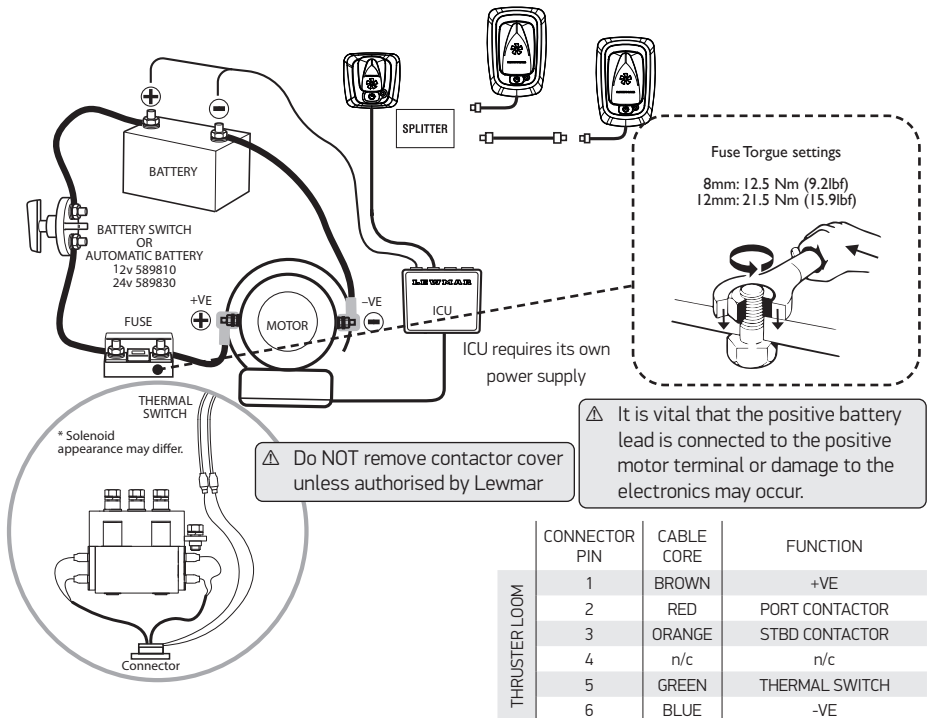 SPLITTER
Fuse Torgue settings
8mm: 12.5 Nm (9.2lbf)
12mm: 21.5 Nm (15.9lbf)
+
−
BATTERY
BATTERY SWITCH
OR
AUTOMATIC BATTERY
12v 589810
24v 589830
FUSE
+VE
+
MOTOR
–VE
−
LEWMAR
ICU
ICU requires its own
power supply
THERMAL
SWITCH
* Solenoid
appearance may differ.
Connector
⚠ Do NOT remove contactor cover
unless authorised by Lewmar
⚠ It is vital that the positive battery
lead is connected to the positive
motor terminal or damage to the
electronics may occur.
THRUSTER LOOM
CONNECTOR PIN CABLE CORE FUNCTION
1 BROWN +VE
2 RED PORT CONTACTOR
3 ORANGE STBD CONTACTOR
4 n/c n/c
5 GREEN THERMAL SWITCH
6 BLUE -VE